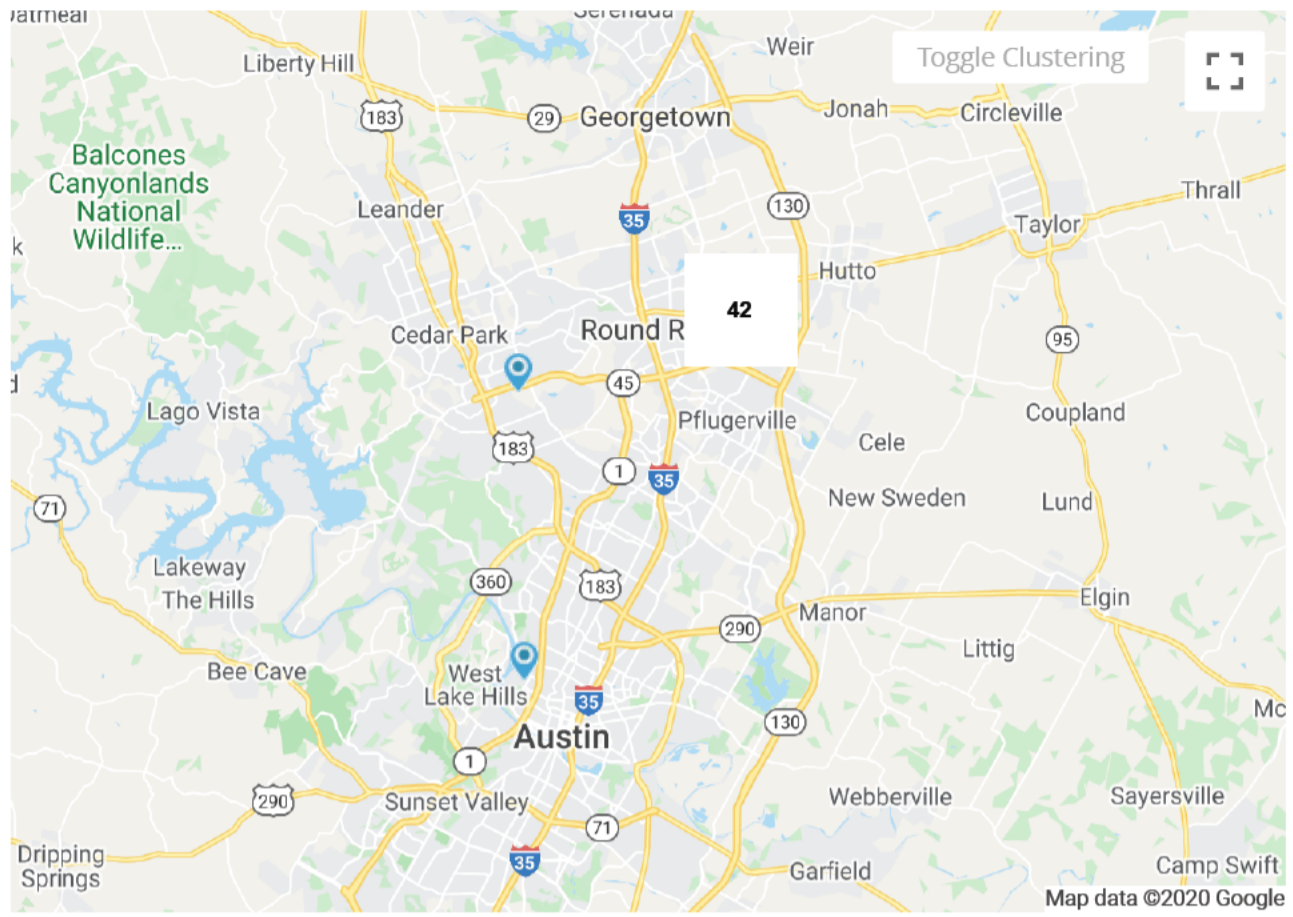 Oatmeal
Serenada
Weir
Toggle Clustering
Liberty Hill
183
29
Georgetown
Jonah
Circleville
Balcones
Canyonlands
National
Wildlife...
Leander
35
130
Thrall
Taylor
k
Hutto
42
Cedar Park
Round R
95
45
d
Lago Vista
Pflugerville
Coupland
Cele
183
1
35
New Sweden
Lund
71
Lakeway
The Hills
360
183
Elgin
Manor
290
Littig
Bee Cave
West
Lake Hills
35
Mc
130
Austin
1
290
Sunset Valley
Webberville
Sayersville
71
Dripping
Springs
35
Garfield
Camp Swift
Map data ©2020 Google